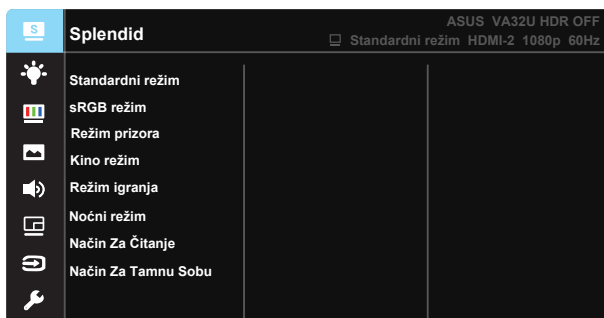 S
Splendid
ASUS VA32U HDR OFF
Standardni režim HDMI-2 1080p 60Hz
Standardni režim
sRGB režim
Režim prizora
Kino režim
Režim igranja
Noćni režim
Način Za Čitanje
Način Za Tamnu Sobu